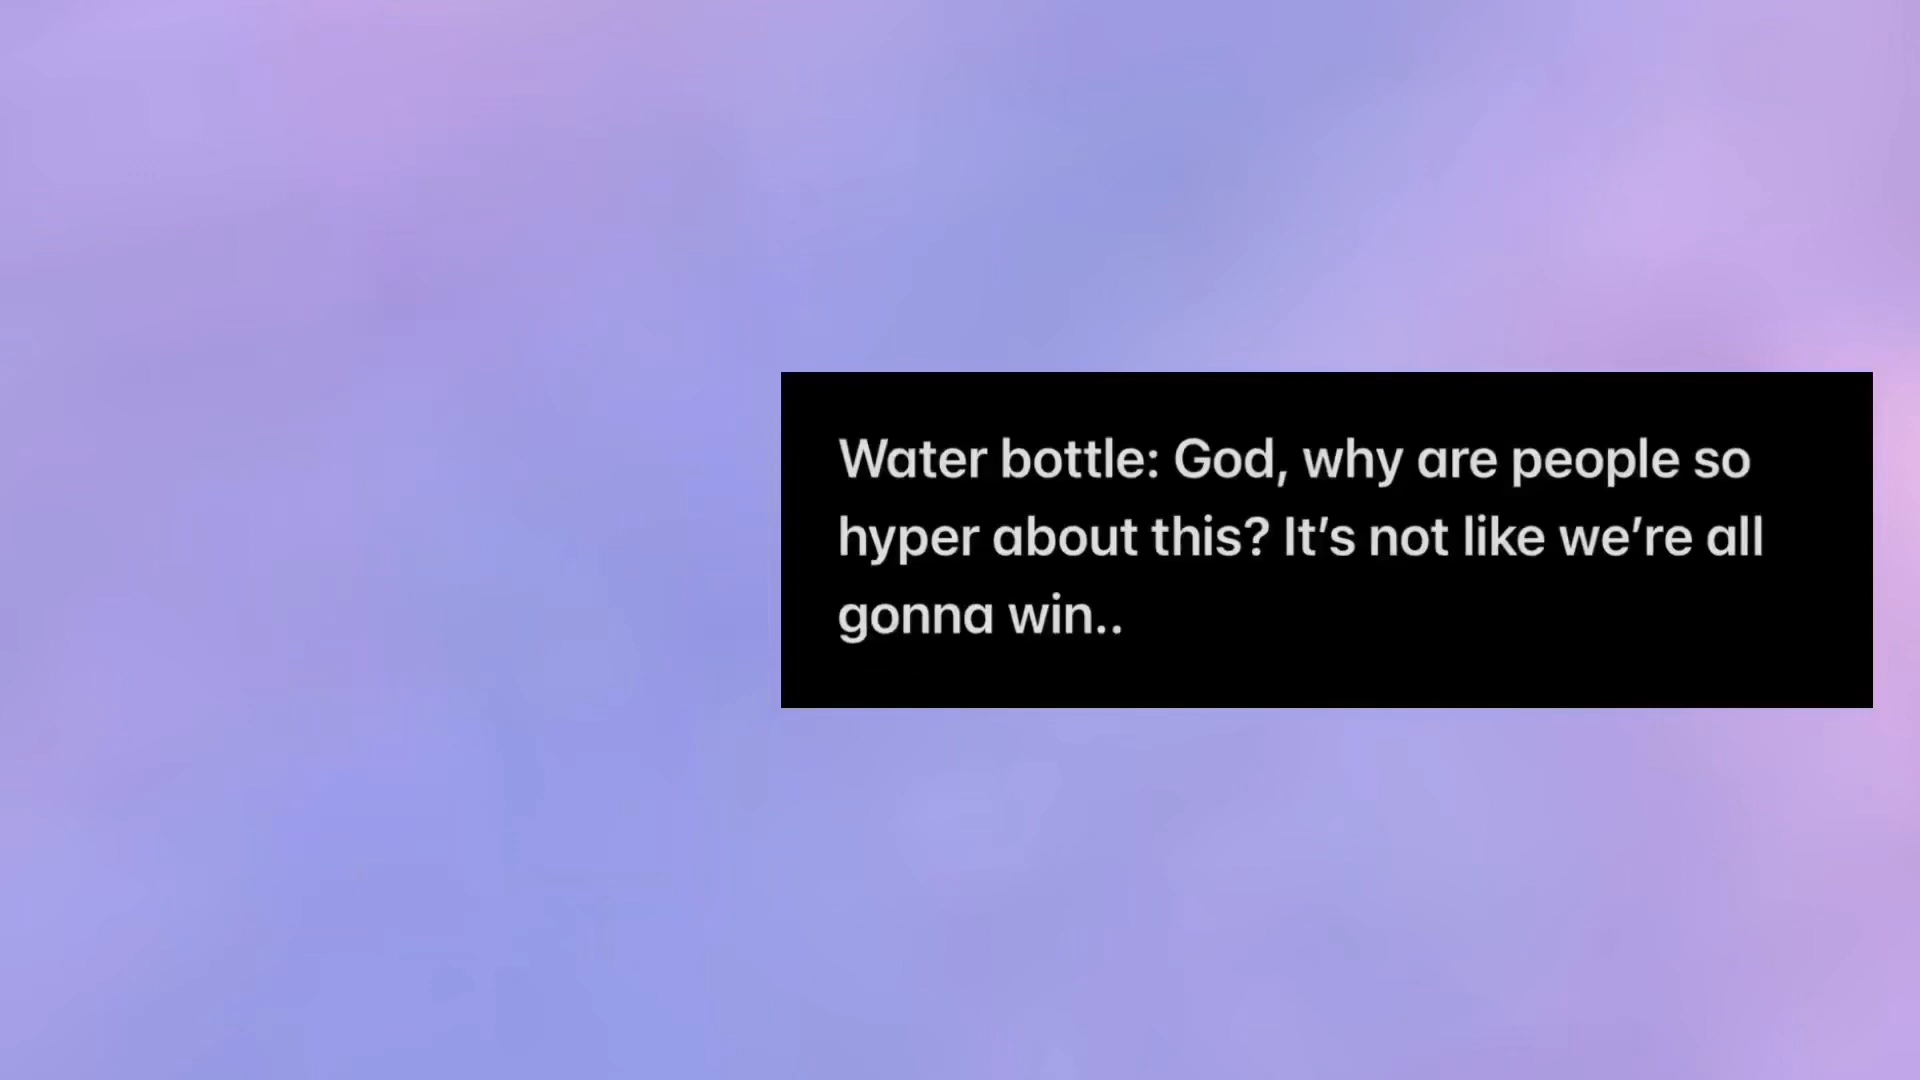 Water bottle: God, why are people so
hyper about this? It’s not like we’re all
gonna win..